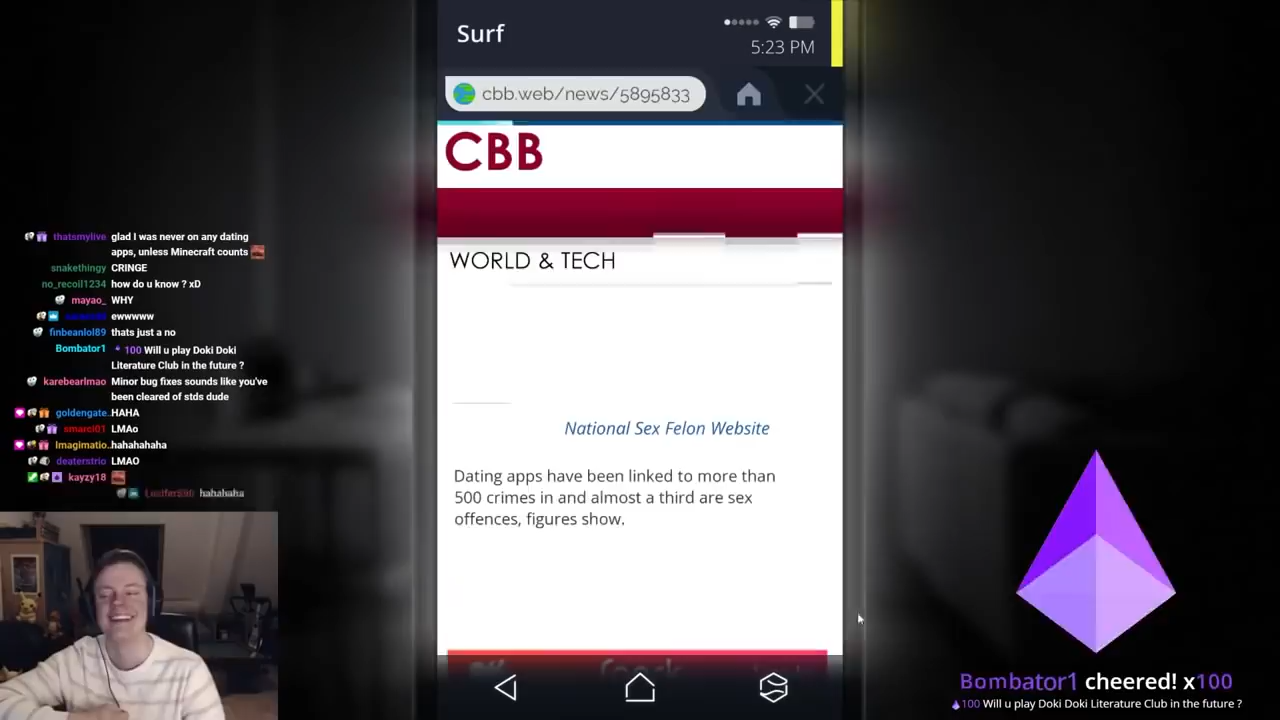 Surf
5:23 PM
cbb.web/news/5895833
CBB
WORLD & TECH
National Sex Felon Website
Dating apps have been linked to more than
500 crimes in and almost a third are sex
offences, figures show.
thatsmylive glad I was never on any dating
apps, unless Minecraft counts
snakethingy CRINGE
no_recoil1234 how do u know ? xD
mayao_ WHY
ewwwww
finbeanlol89 thats just a no
Bombator1 100 Will u play Doki Doki
Literature Club in the future ?
karebearlmao Minor bug fixes sounds like you've
been cleared of stds dude
goldengate.. HAHA
smarci01 LMAo
Imagimatio.. hahahahaha
deaterstrio LMAO
kayzy18
hahahaha
Bombator1 cheered! x100
100 Will u play Doki Doki Literature Club in the future ?